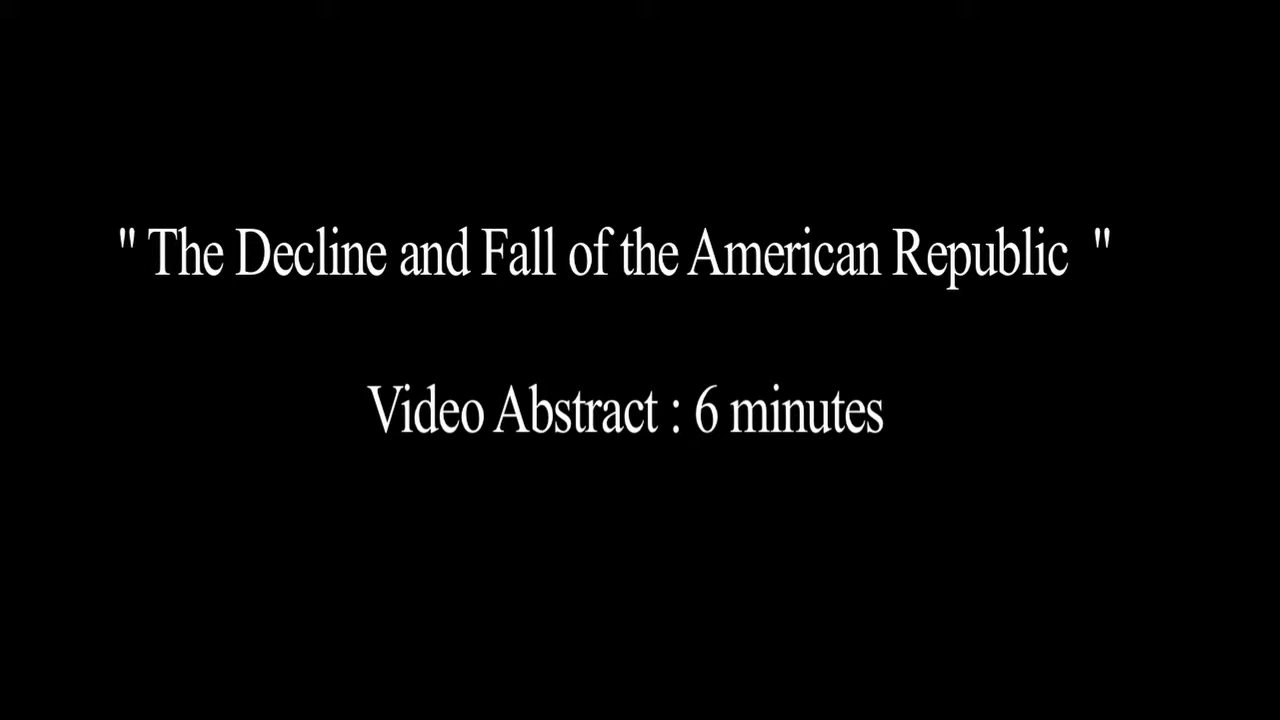 " The Decline and Fall of the American Republic "
Video Abstract : 6 minutes